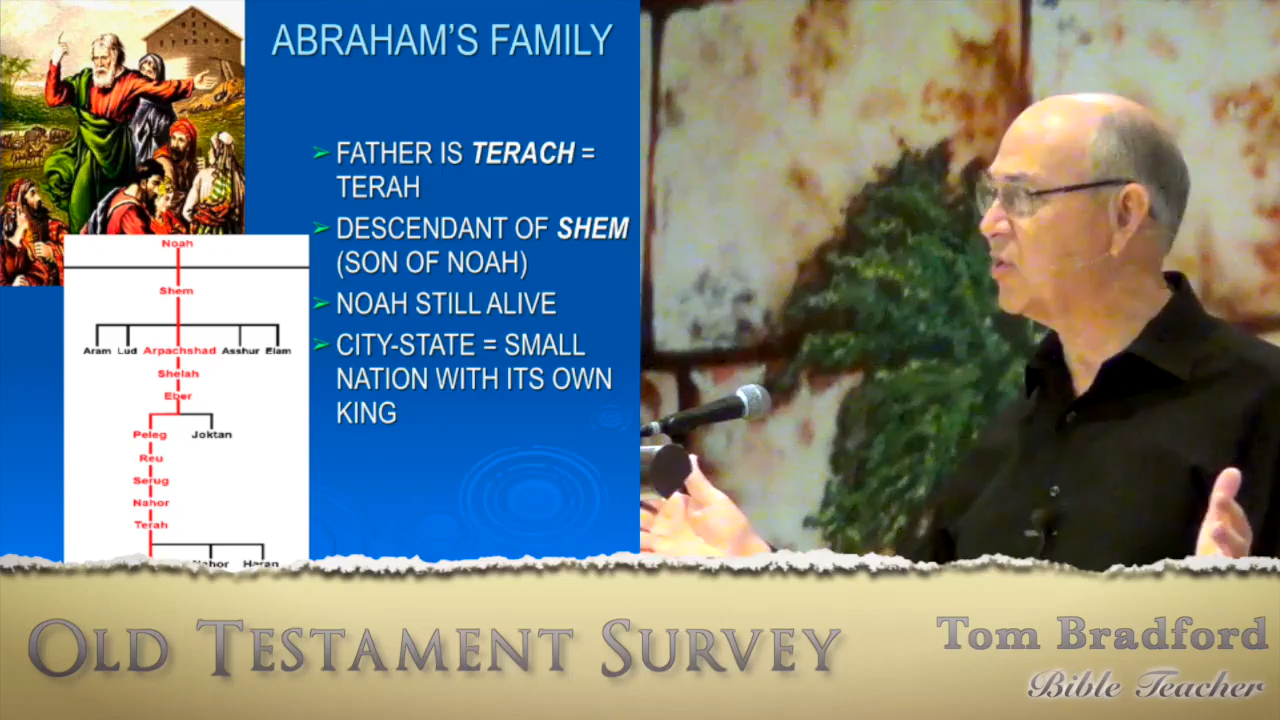 ABRAHAM'S FAMILY
➢ FATHER IS TERACH =
TERAH
➢ DESCENDANT OF SHEM
(SON OF NOAH)
➢ NOAH STILL ALIVE
➢ CITY-STATE = SMALL
NATION WITH ITS OWN
KING
Noah
Shem
Aram Lud Arpachshad Asshur Elam
Shelah
Eber
Peleg Joktan
Reu
Serug
Nahor
Terah
Nahor Haran
OLD TESTAMENT SURVEY
Tom Bradford
Bible Teacher